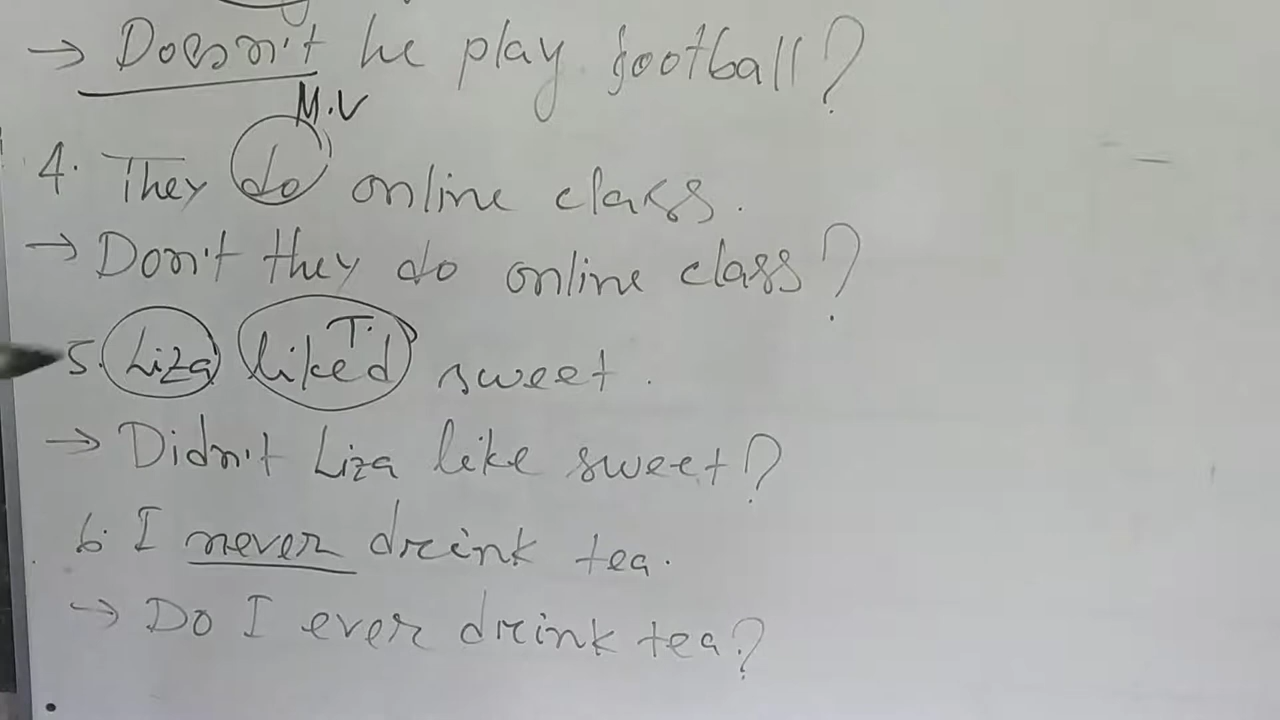 → Doesn't he play football?
M.V
4. They do online class.
→ Don't they do online class?
5. Liza liked sweet.
→ Didn't Liza like sweet?
6. I never drink tea.
→ Do I ever drink tea?